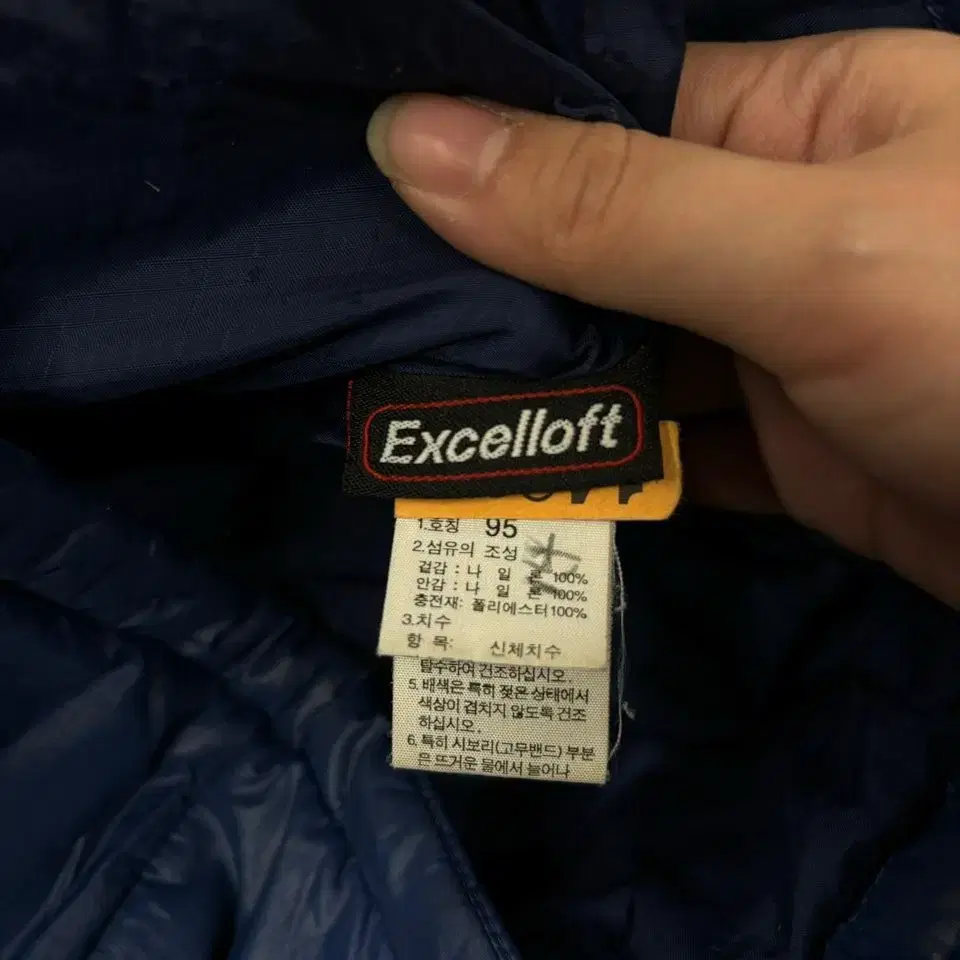 Excelloft
1.호칭 95
2.섬유의 조성
겉감 : 나 일 론 100%
안감 : 나 일 론 100%
충전재: 폴리에스터100%
3.치수
항 목: 신체치수
탈수하여 건조하십시오.
5. 배색은 특히 젖은 상태에서
색상이 겹치지 않도록 건조
하십시오.
6. 특히 시보리(고무밴드) 부분
은 뜨거운 물에서 늘어나